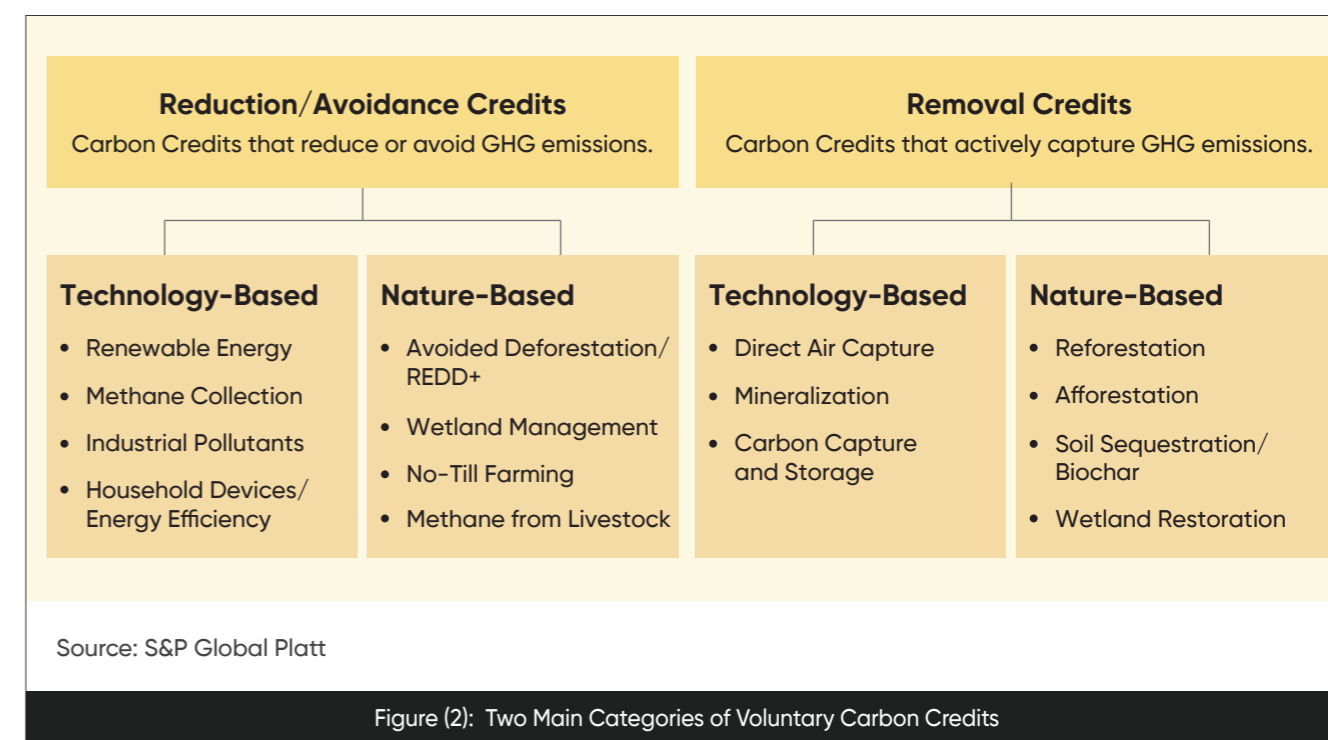 Reduction/Avoidance Credits
Carbon Credits that reduce or avoid GHG emissions.
Removal Credits
Carbon Credits that actively capture GHG emissions.
Technology-Based
• Renewable Energy
• Methane Collection
• Industrial Pollutants
• Household Devices/
Energy Efficiency
Nature-Based
• Avoided Deforestation/
REDD+
• Wetland Management
• No-Till Farming
• Methane from Livestock
Technology-Based
• Direct Air Capture
• Mineralization
• Carbon Capture
and Storage
Nature-Based
• Reforestation
• Afforestation
• Soil Sequestration/
Biochar
• Wetland Restoration
Source: S&P Global Platt
Figure (2): Two Main Categories of Voluntary Carbon Credits